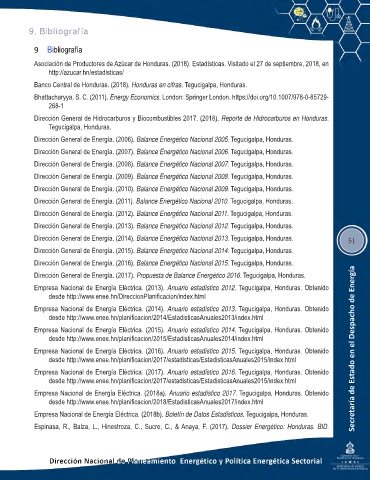 9. Bibliografía
9 Bibliografía
Asociación de Productores de Azúcar de Honduras. (2018). Estadísticas. Visitado el 27 de septiembre, 2018, en
http://azucar.hn/estadisticas/
Banco Central de Honduras. (2018). Honduras en cifras. Tegucigalpa, Honduras.
Bhattacharyya, S. C. (2011). Energy Economics. London: Springer London. https://doi.org/10.1007/978-0-85729-
268-1
Dirección General de Hidrocarburos y Biocombustibles 2017. (2018). Reporte de Hidrocarburos en Honduras.
Tegucigalpa, Honduras.
Dirección General de Energía. (2006). Balance Energético Nacional 2005. Tegucigalpa, Honduras.
Dirección General de Energía. (2007). Balance Energético Nacional 2006. Tegucigalpa, Honduras.
Dirección General de Energía. (2008). Balance Energético Nacional 2007. Tegucigalpa, Honduras.
Dirección General de Energía. (2009). Balance Energético Nacional 2008. Tegucigalpa, Honduras.
Dirección General de Energía. (2010). Balance Energético Nacional 2009. Tegucigalpa, Honduras.
Dirección General de Energía. (2011). Balance Energético Nacional 2010. Tegucigalpa, Honduras.
Dirección General de Energía. (2012). Balance Energético Nacional 2011. Tegucigalpa, Honduras.
Dirección General de Energía. (2013). Balance Energético Nacional 2012. Tegucigalpa, Honduras.
Dirección General de Energía. (2014). Balance Energético Nacional 2013. Tegucigalpa, Honduras.
Dirección General de Energía. (2015). Balance Energético Nacional 2014. Tegucigalpa, Honduras.
Dirección General de Energía. (2016). Balance Energético Nacional 2015. Tegucigalpa, Honduras.
Dirección General de Energía. (2017). Propuesta de Balance Energético 2016. Tegucigalpa, Honduras.
Empresa Nacional de Energía Eléctrica. (2013). Anuario estadístico 2012. Tegucigalpa, Honduras. Obtenido
desde http://www.enee.hn/DireccionPlanificacion/index.html
Empresa Nacional de Energía Eléctrica. (2014). Anuario estadístico 2013. Tegucigalpa, Honduras. Obtenido
desde http://www.enee.hn/planificacion/2014/EstadisticasAnuales2013/index.html
Empresa Nacional de Energía Eléctrica. (2015). Anuario estadístico 2014. Tegucigalpa, Honduras. Obtenido
desde http://www.enee.hn/planificacion/2015/EstadisticasAnuales2014/index.html
Empresa Nacional de Energía Eléctrica. (2016). Anuario estadístico 2015. Tegucigalpa, Honduras. Obtenido
desde http://www.enee.hn/planificacion/2017/estadisticas/EstadisticasAnuales2015/index.html
Empresa Nacional de Energía Eléctrica. (2017). Anuario estadístico 2016. Tegucigalpa, Honduras. Obtenido
desde http://www.enee.hn/planificacion/2017/estadisticas/EstadisticasAnuales2015/index.html
Empresa Nacional de Energía Eléctrica. (2018a). Anuario estadístico 2017. Tegucigalpa, Honduras. Obtenido
desde http://www.enee.hn/planificacion/2018/EstadisticasAnuales2017/index.html
Empresa Nacional de Energía Eléctrica. (2018b). Boletín de Datos Estadísticos. Tegucigalpa, Honduras.
Espinasa, R., Balza, L., Hinestroza, C., Sucre, C., & Anaya, F. (2017). Dossier Energético: Honduras. BID.
51
Secretaría de Estado en el Despacho de Energía
Dirección Nacional de Planeamiento Energético y Política Energética Sectorial